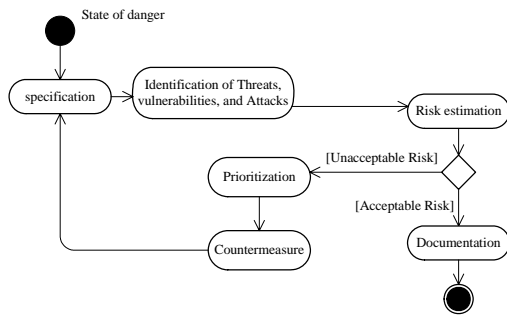 State of danger
specification
Identification of Threats,
vulnerabilities, and Attacks
Risk estimation
[Unacceptable Risk]
Prioritization
[Acceptable Risk]
Countermeasure
Documentation